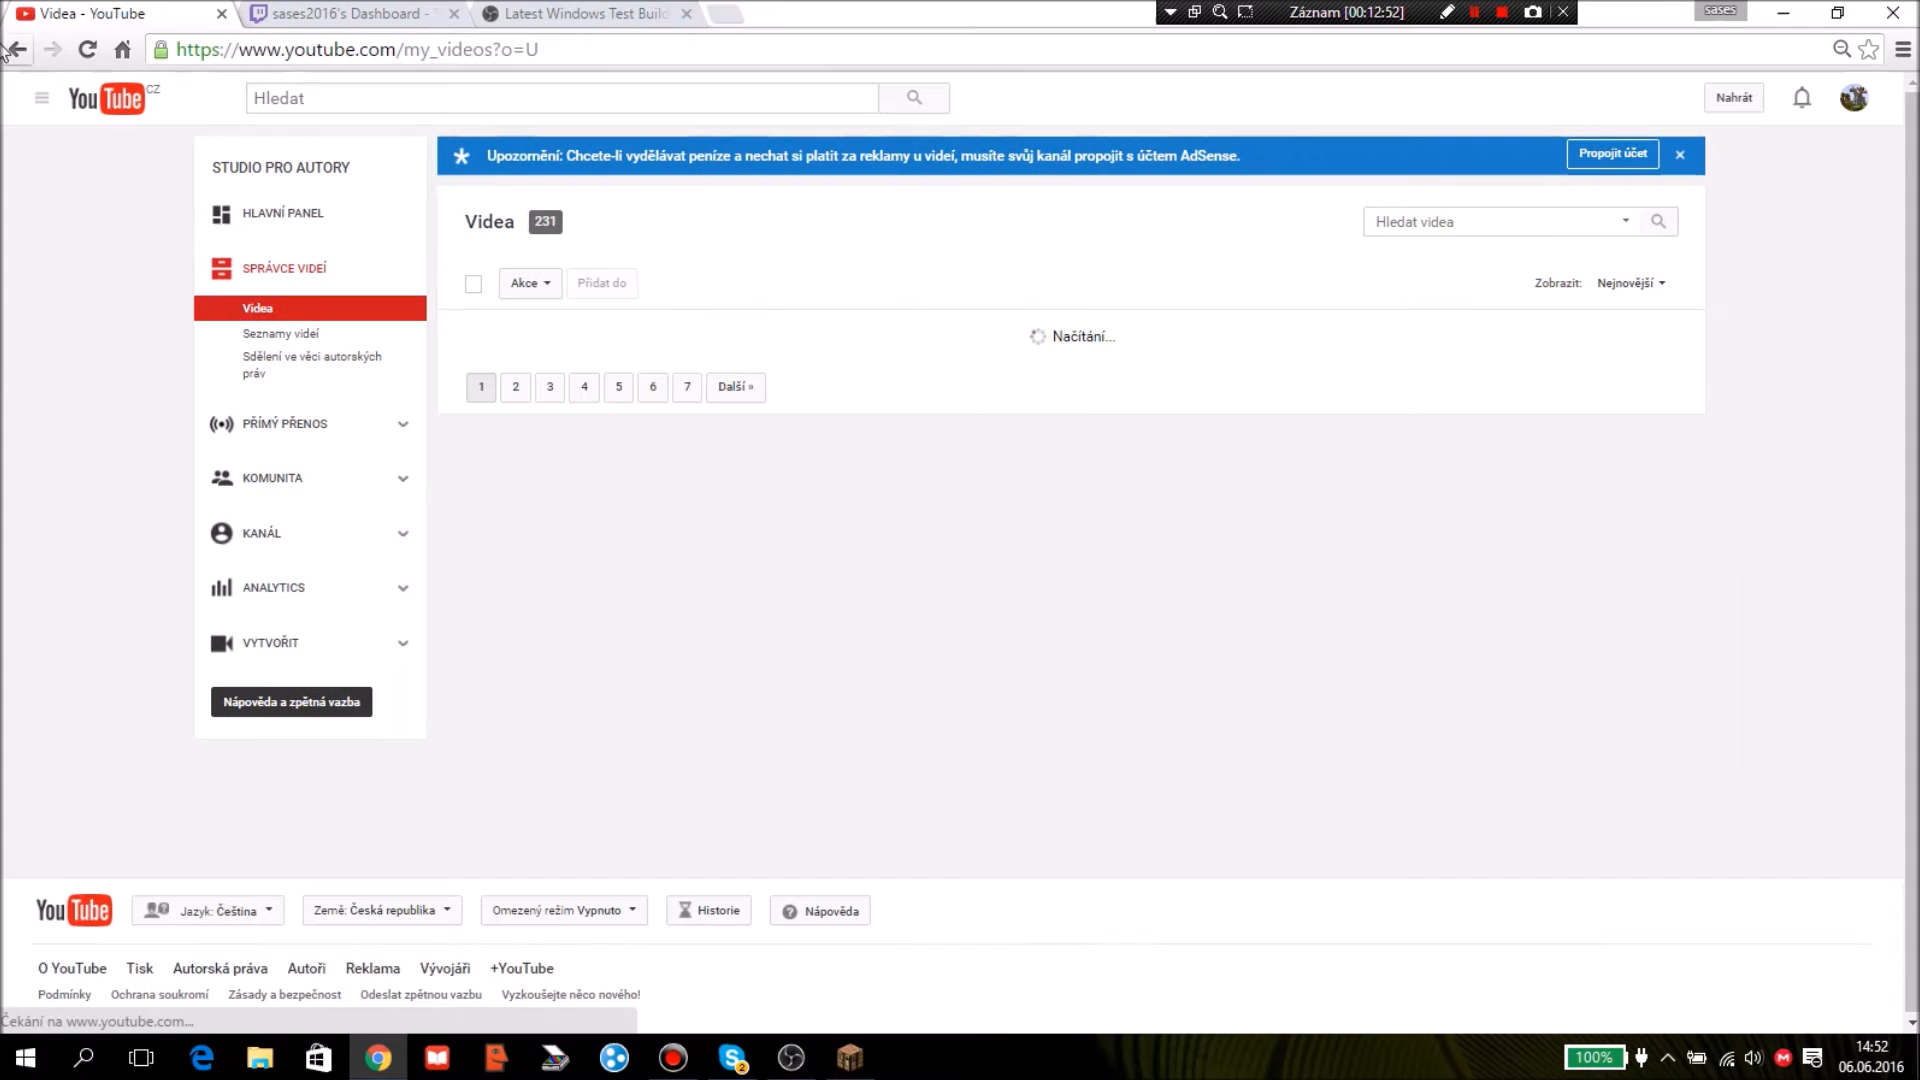 Videa - YouTube
sases2016's Dashboard -
Latest Windows Test Build
Záznam [00:12:52]
sases
https://www.youtube.com/my_videos?o=U
YouTube CZ
Hledat
Nahrát
STUDIO PRO AUTORY
HLAVNÍ PANEL
SPRÁVCE VIDEÍ
Videa
Seznamy videí
Sdělení ve věci autorských
práv
PŘÍMÝ PŘENOS
KOMUNITA
KANÁL
ANALYTICS
VYTVOŘIT
Nápověda a zpětná vazba
Upozornění: Chcete-li vydělávat peníze a nechat si platit za reklamy u videí, musíte svůj kanál propojit s účtem AdSense.
Propojit účet
Videa 231
Hledat videa
Akce
Přidat do
Zobrazit: Nejnovější
Načítání...
1 2 3 4 5 6 7 Další »
YouTube
Jazyk: Čeština
Země: Česká republika
Omezený režim Vypnuto
Historie
Nápověda
O YouTube Tisk Autorská práva Autoři Reklama Vývojáři +YouTube
Podmínky Ochrana soukromí Zásady a bezpečnost Odeslat zpětnou vazbu Vyzkoušejte něco nového!
Čekání na www.youtube.com...
2
100%
14:52
06.06.2016